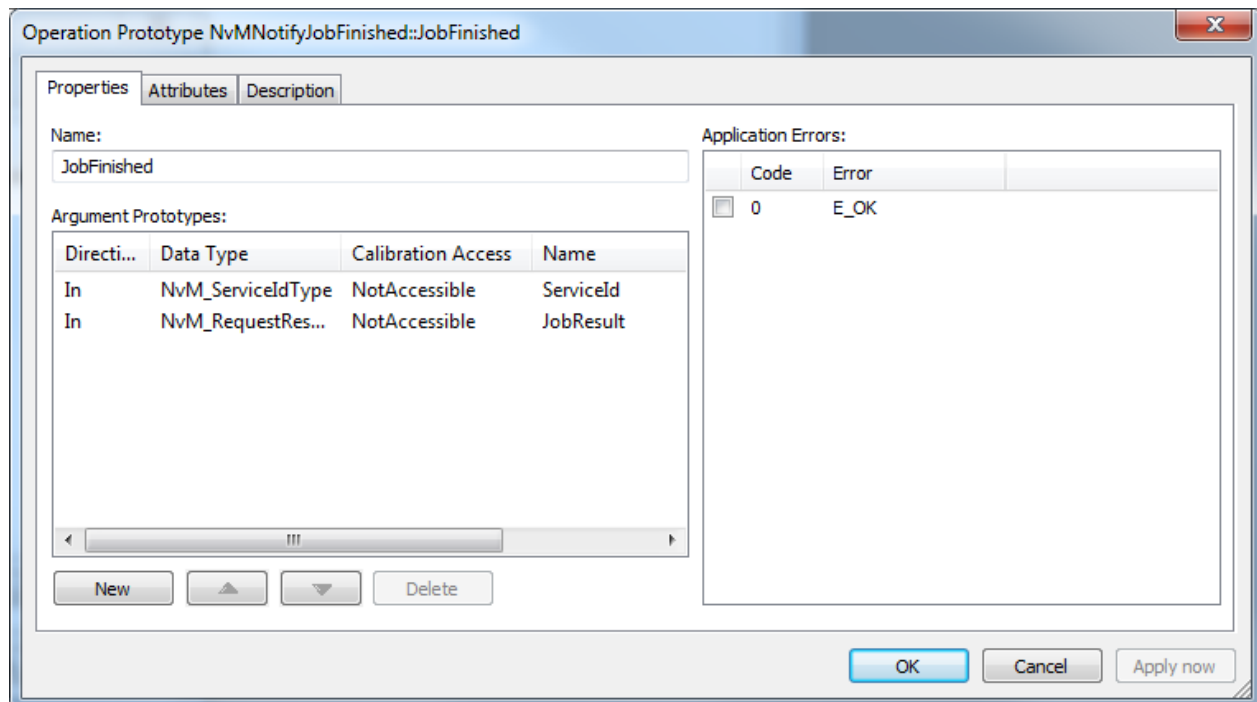 Operation Prototype NvMNotifyJobFinished::JobFinished
Properties Attributes Description
Name:
JobFinished
Argument Prototypes:
Directi... Data Type Calibration Access Name
In NvM_ServiceIdType NotAccessible ServiceId
In NvM_RequestRes... NotAccessible JobResult
New Delete
Application Errors:
Code Error
0 E_OK
OK Cancel Apply now